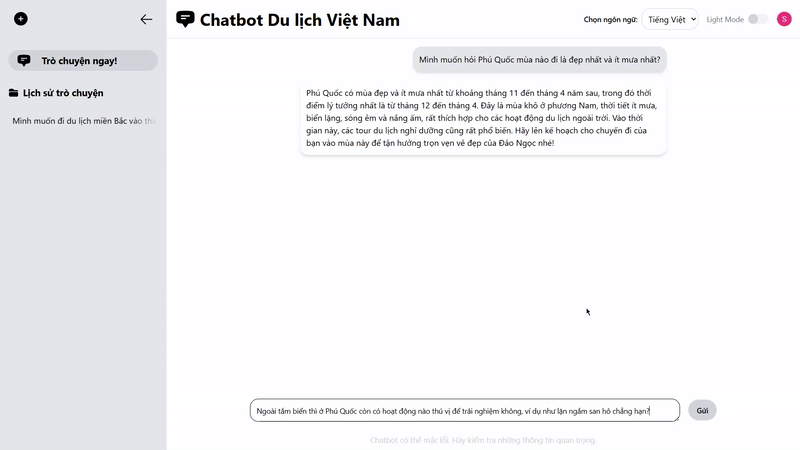 Chatbot Du lịch Việt Nam
Chọn ngôn ngữ:
Tiếng Việt
Light Mode
S
Trò chuyện ngay!
Lịch sử trò chuyện
Mình muốn đi du lịch miền Bắc vào
Mình muốn hỏi Phú Quốc mùa nào đi là đẹp nhất và ít mưa nhất?
Phú Quốc có mùa đẹp và ít mưa nhất từ khoảng tháng 11 đến tháng 4 năm sau, trong đó thời
điểm lý tưởng nhất là từ tháng 12 đến tháng 4. Đây là mùa khô ở phương Nam, thời tiết ít mưa,
biển lặng, sóng êm và nắng ấm, rất thích hợp cho các hoạt động du lịch ngoài trời. Vào thời
gian này, các tour du lịch nghỉ dưỡng cũng rất phổ biến. Hãy lên kế hoạch cho chuyến đi của
bạn vào mùa này để tận hưởng trọn vẹn vẻ đẹp của Đảo Ngọc nhé!
Ngoài tắm biển thì ở Phú Quốc còn có hoạt động nào thú vị để trải nghiệm không, ví dụ như lặn ngắm san hô chẳng hạn?
Gửi
Chatbot có thể mắc lỗi. Hãy kiểm tra những thông tin quan trọng.